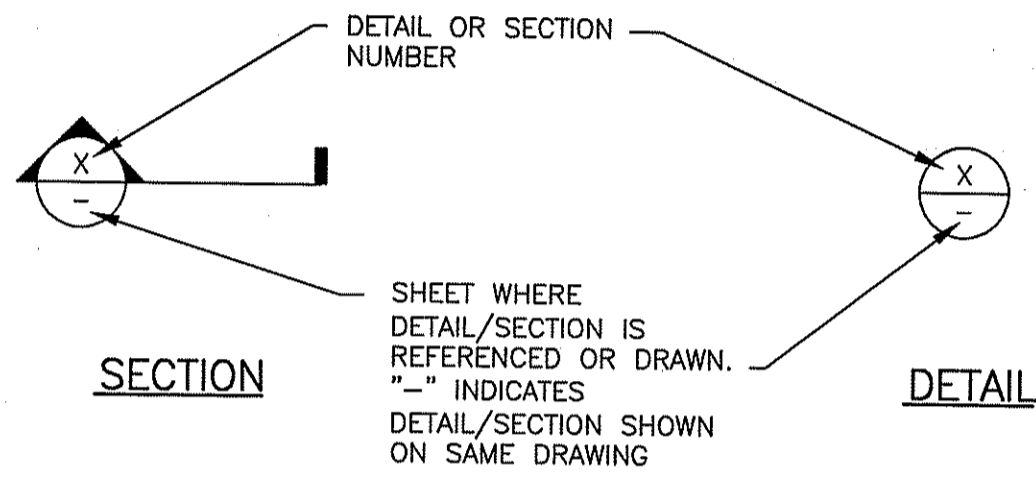 DETAIL OR SECTION
NUMBER
X
-
X
-
SHEET WHERE
DETAIL/SECTION IS
REFERENCED OR DRAWN.
"-" INDICATES
DETAIL/SECTION SHOWN
ON SAME DRAWING
SECTION
DETAIL